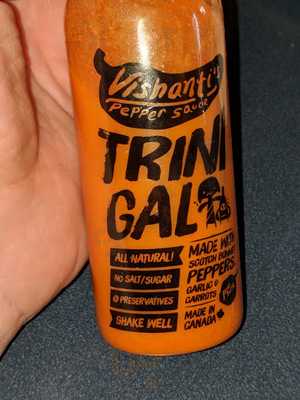 Vishanti's
Pepper Sauce
TRINI
GAL
ALL NATURAL!
NO SALT/SUGAR
0 PRESERVATIVES
SHAKE WELL
MADE WITH
SCOTCH BONNET
PEPPERS
GARLIC &
CARROTS
MADE IN
CANADA